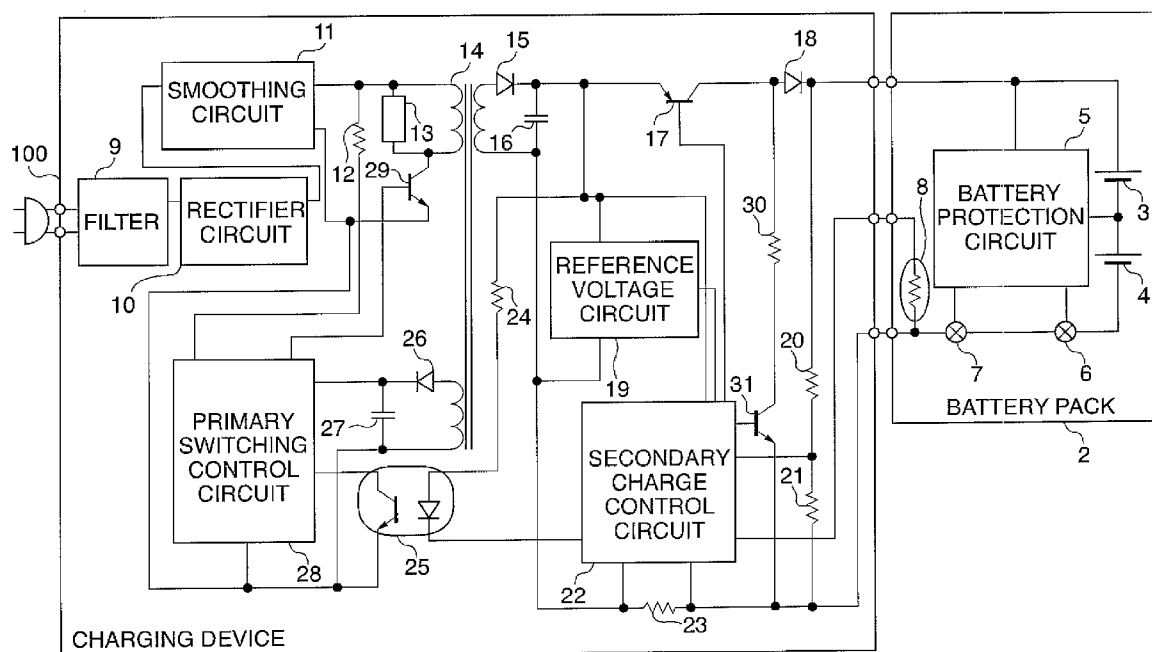 11
SMOOTHING
CIRCUIT
14
15
18
16
17
13
12
5
100
9
29
8
FILTER
RECTIFIER
CIRCUIT
10
BATTERY
PROTECTION
CIRCUIT
3
4
30
REFERENCE
VOLTAGE
CIRCUIT
24
19
20
7
6
26
27
31
BATTERY PACK
2
PRIMARY
SWITCHING
CONTROL
CIRCUIT
SECONDARY
CHARGE
CONTROL
CIRCUIT
21
28
25
22
23
CHARGING DEVICE